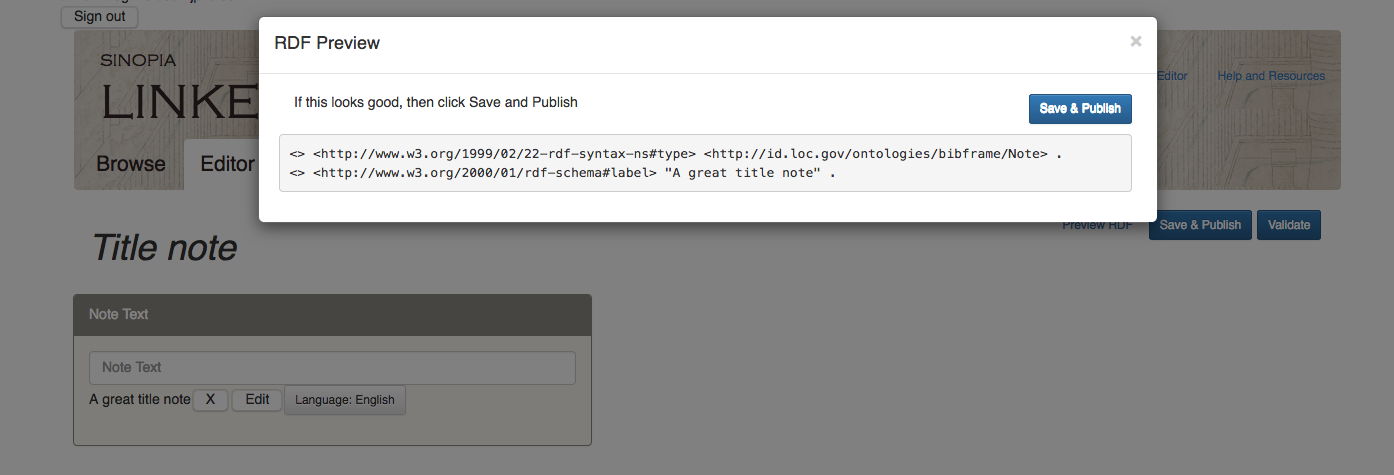 Sign out
RDF Preview
×
SINOPIA
LINKE
Editor
Help and Resources
If this looks good, then click Save and Publish
Save & Publish
Browse
Editor
<> <http://www.w3.org/1999/02/22-rdf-syntax-ns#type> <http://id.loc.gov/ontologies/bibframe/Note> .
<> <http://www.w3.org/2000/01/rdf-schema#label> "A great title note" .
Preview RDF
Save & Publish
Validate
Title note
Note Text
Note Text
A great title note
X
Edit
Language: English